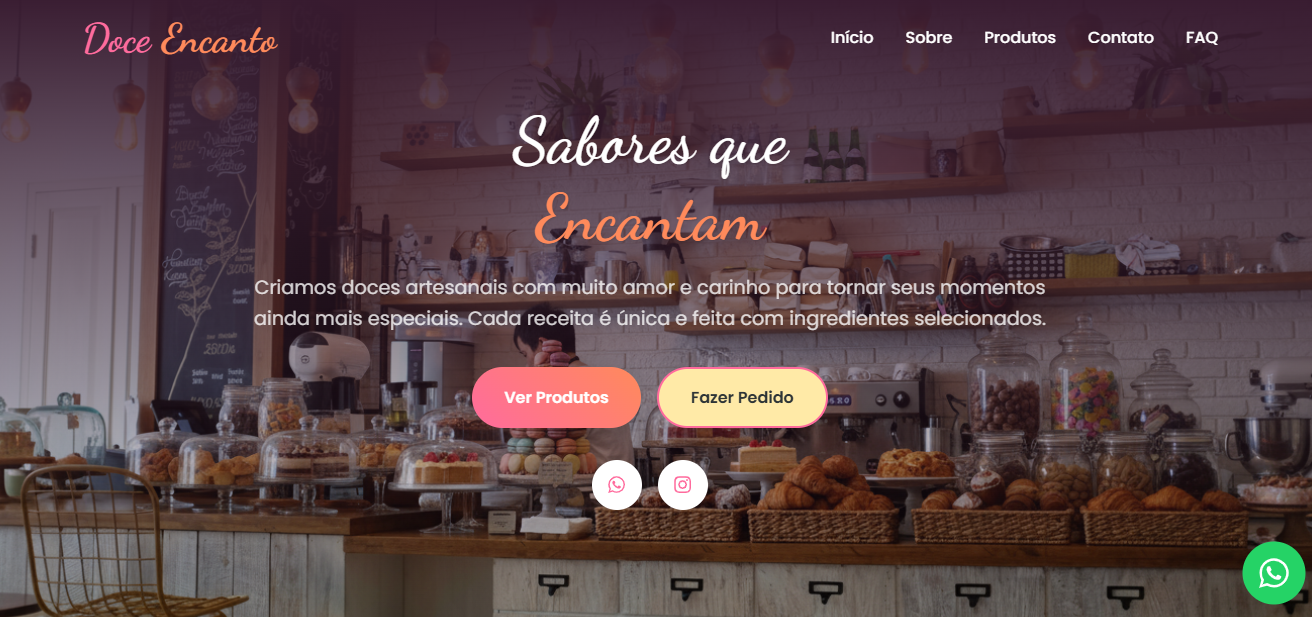 Doce Encanto
Início Sobre Produtos Contato FAQ
Sabores que
Encantam
Criamos doces artesanais com muito amor e carinho para tornar seus momentos
ainda mais especiais. Cada receita é única e feita com ingredientes selecionados.
Ver Produtos Fazer Pedido